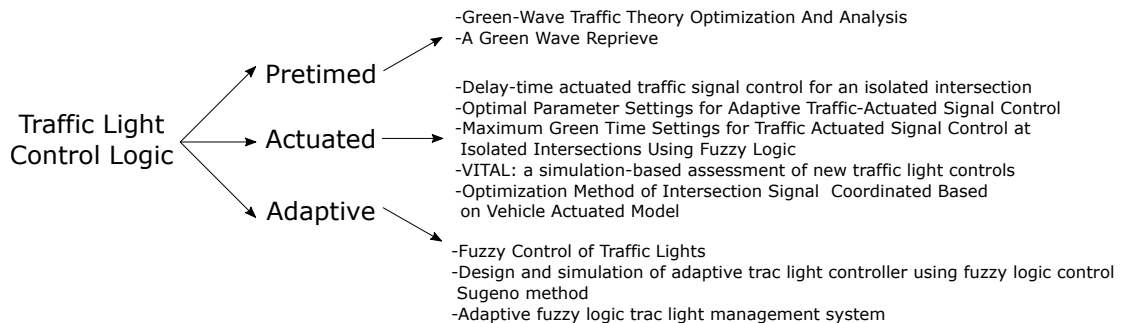 -Green-Wave Traffic Theory Optimization And Analysis
-A Green Wave Reprieve
Pretimed
-Delay-time actuated traffic signal control for an isolated intersection
-Optimal Parameter Settings for Adaptive Traffic-Actuated Signal Control
-Maximum Green Time Settings for Traffic Actuated Signal Control at
Isolated Intersections Using Fuzzy Logic
-VITAL: a simulation-based assessment of new traffic light controls
-Optimization Method of Intersection Signal Coordinated Based
on Vehicle Actuated Model
Traffic Light
Control Logic
Actuated
Adaptive
-Fuzzy Control of Traffic Lights
-Design and simulation of adaptive trac light controller using fuzzy logic control
Sugeno method
-Adaptive fuzzy logic trac light management system